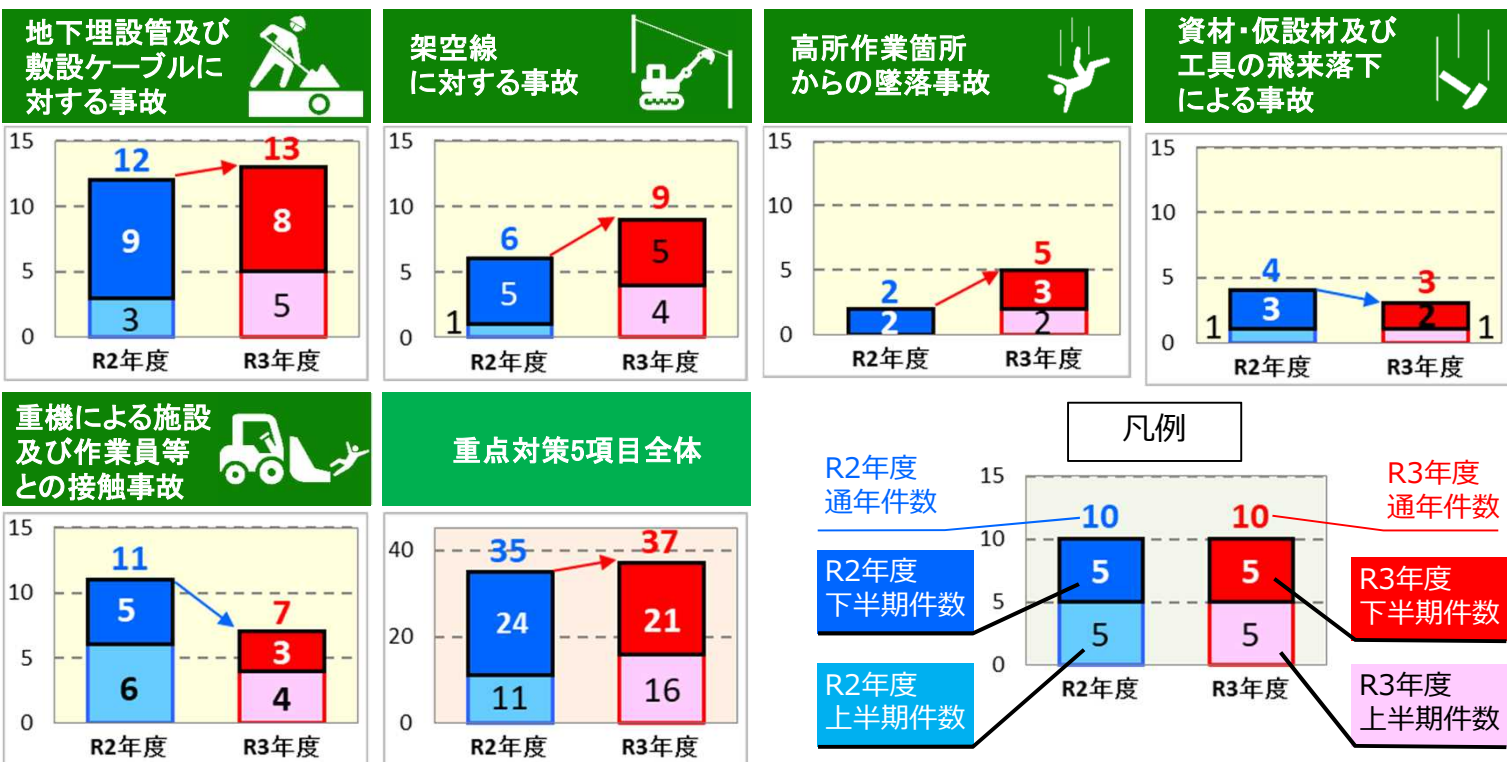 地下埋設管及び
敷設ケーブルに
対する事故
15
10
5
0
12
9
3
13
8
5
R2年度
R3年度
架空線
に対する事故
15
10
5
0
6
5
1
9
5
4
R2年度
R3年度
高所作業箇所
からの墜落事故
15
10
5
0
2
2
5
3
2
R2年度
R3年度
資材・仮設材及び
工具の飛来落下
による事故
15
10
5
0
4
3
1
3
2
1
R2年度
R3年度
重機による施設
及び作業員等
との接触事故
15
10
5
0
11
5
6
7
3
4
R2年度
R3年度
重点対策5項目全体
40
20
0
35
24
11
37
21
16
R2年度
R3年度
凡例
R2年度
通年件数
R2年度
下半期件数
R2年度
上半期件数
15
10
5
0
10
5
5
10
5
5
R2年度
R3年度
R3年度
通年件数
R3年度
下半期件数
R3年度
上半期件数